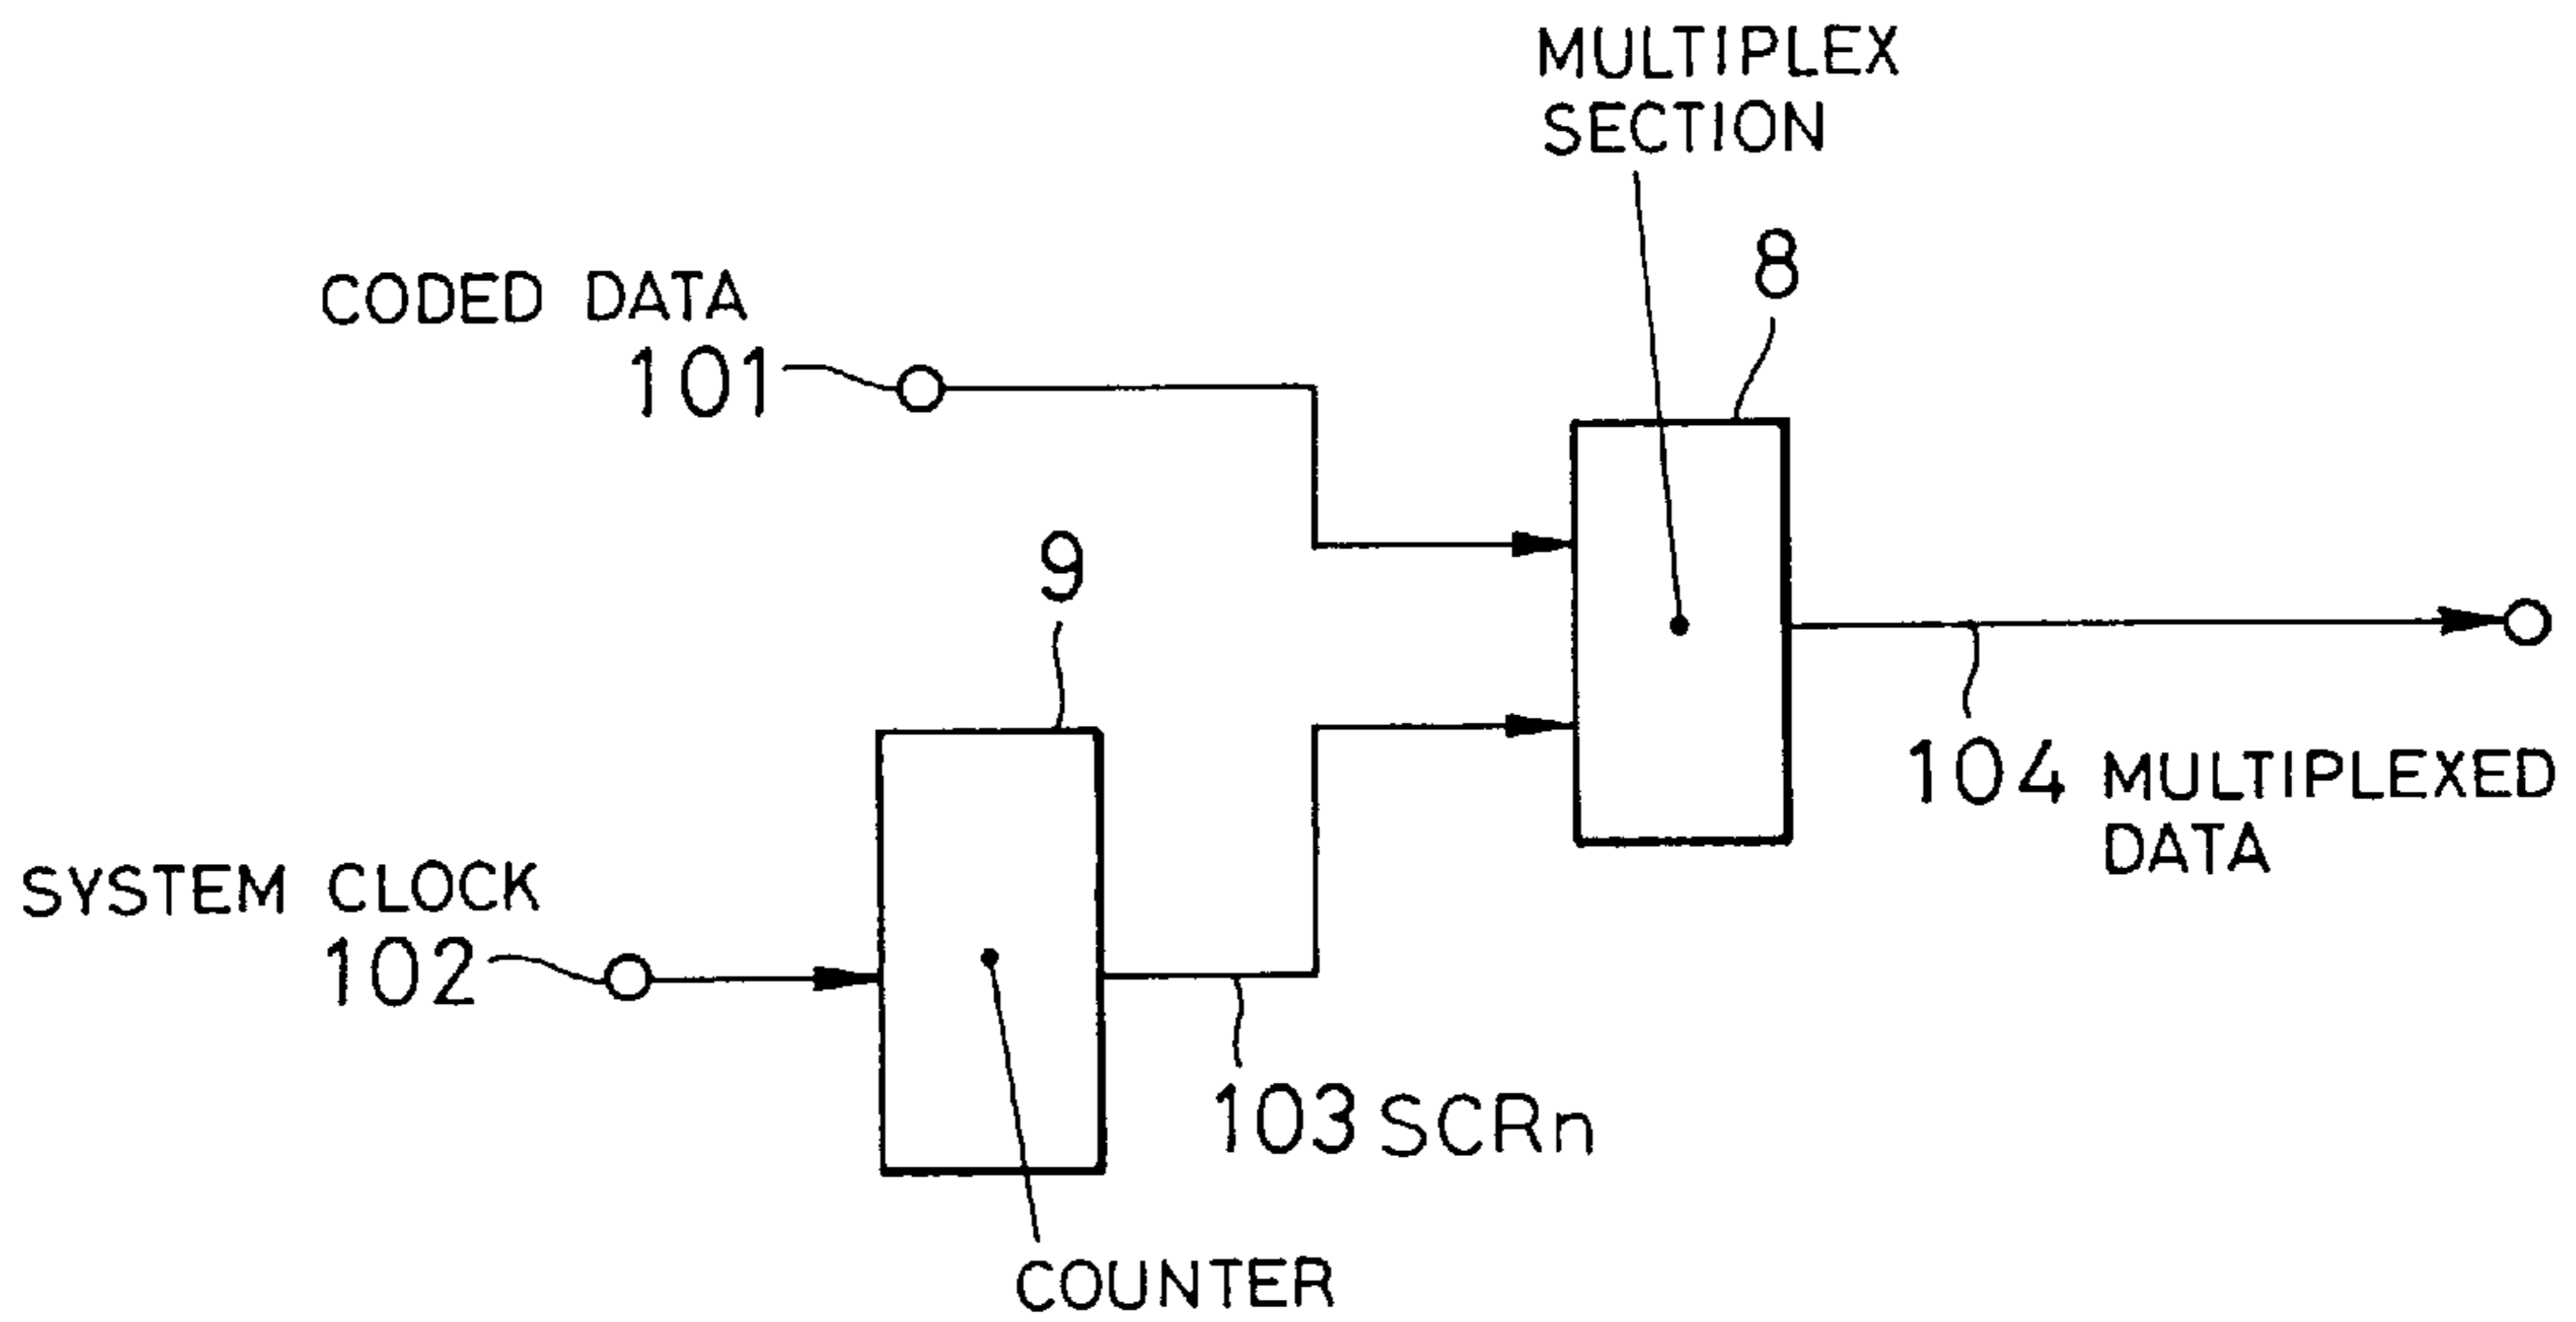 MULTIPLEX
SECTION
8
CODED DATA
101
9
104 MULTIPLEXED
DATA
SYSTEM CLOCK
102
103 SCRn
COUNTER